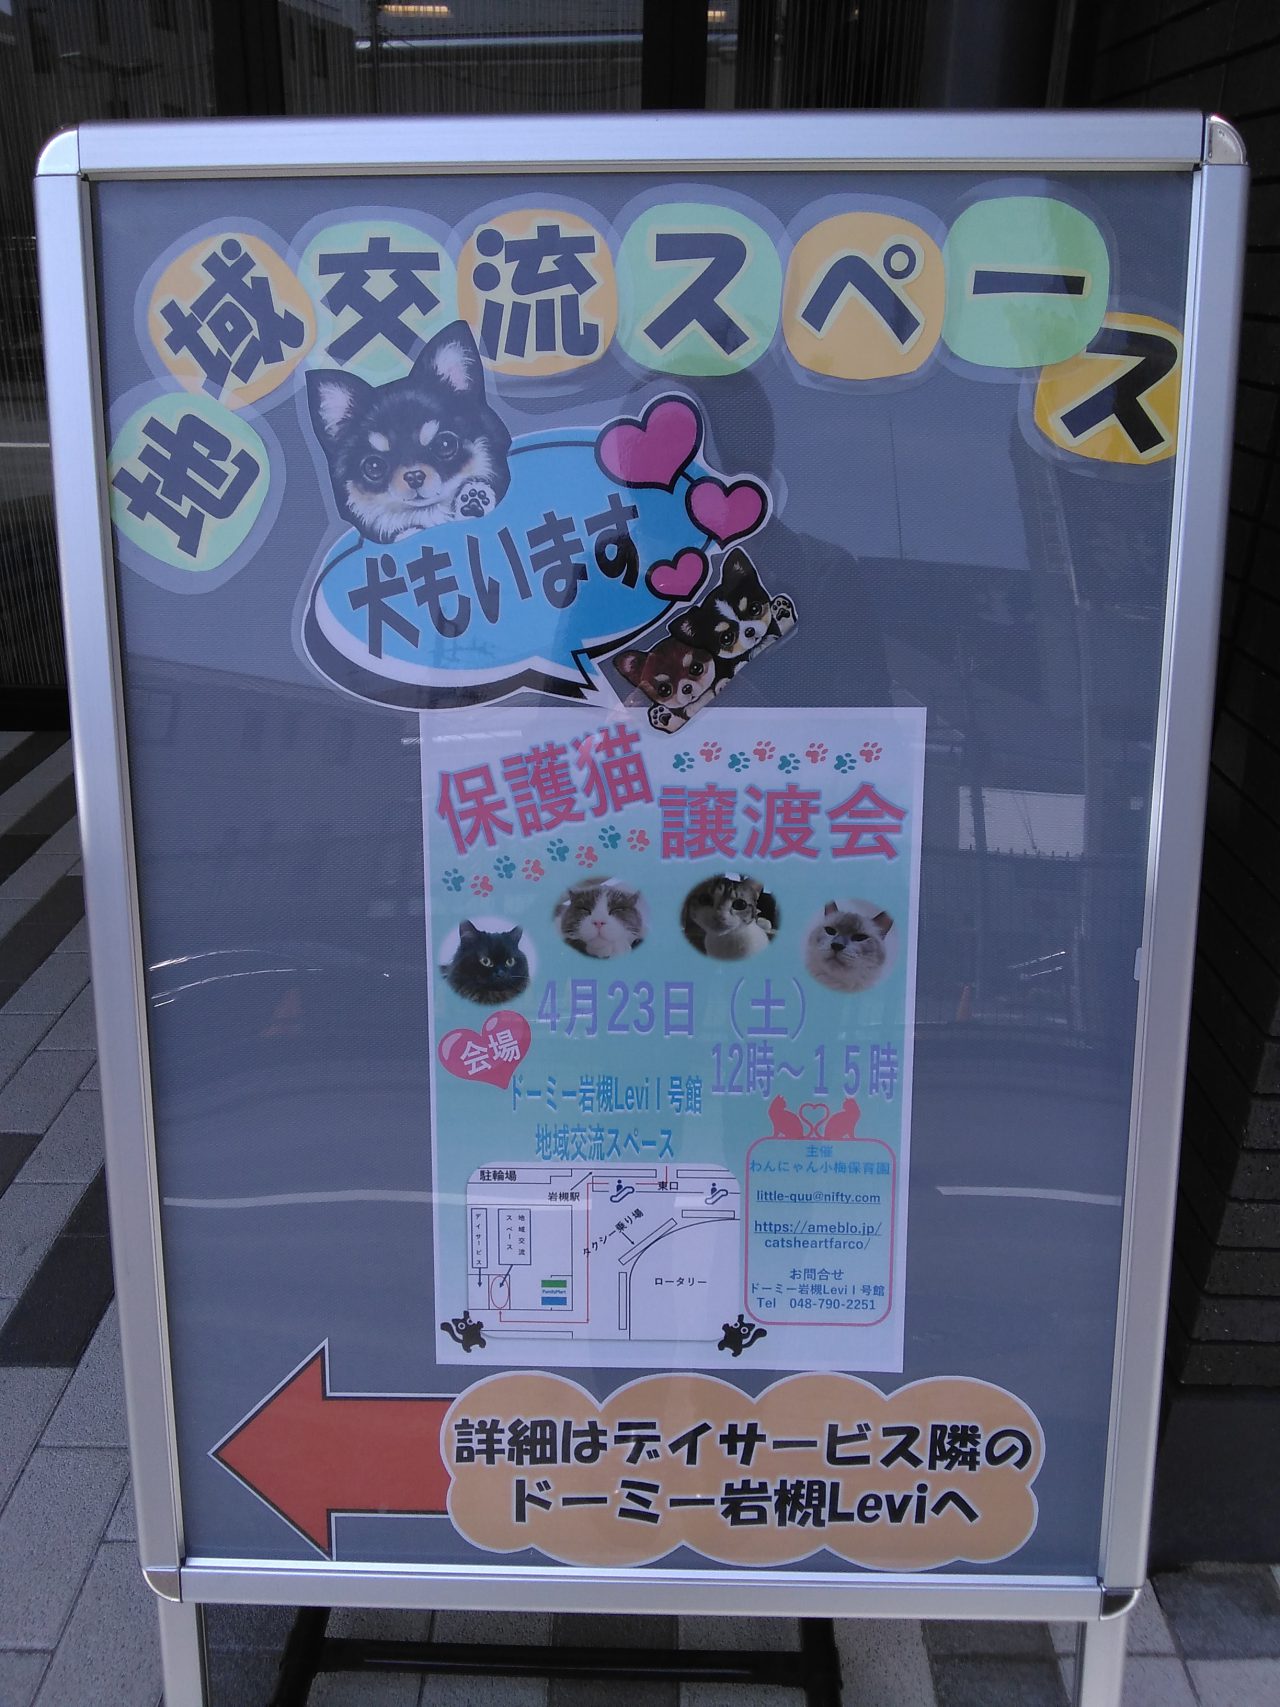 地域交流スペース
犬もいます
保護猫
譲渡会
4月23日（土）
12時～15時
会場
ドーミー岩槻LeviⅠ号館
地域交流スペース
駐輪場
岩槻駅
東口
デイサービス
地域交流
スペース
タクシー乗り場
ロータリー
FamilyMart
主催
わんにゃん小梅保育園
little-quu@nifty.com
https://ameblo.jp/
catsheartfarco/
お問合せ
ドーミー岩槻LeviⅠ号館
Tel 048-790-2251
詳細はデイサービス隣の
ドーミー岩槻Leviへ